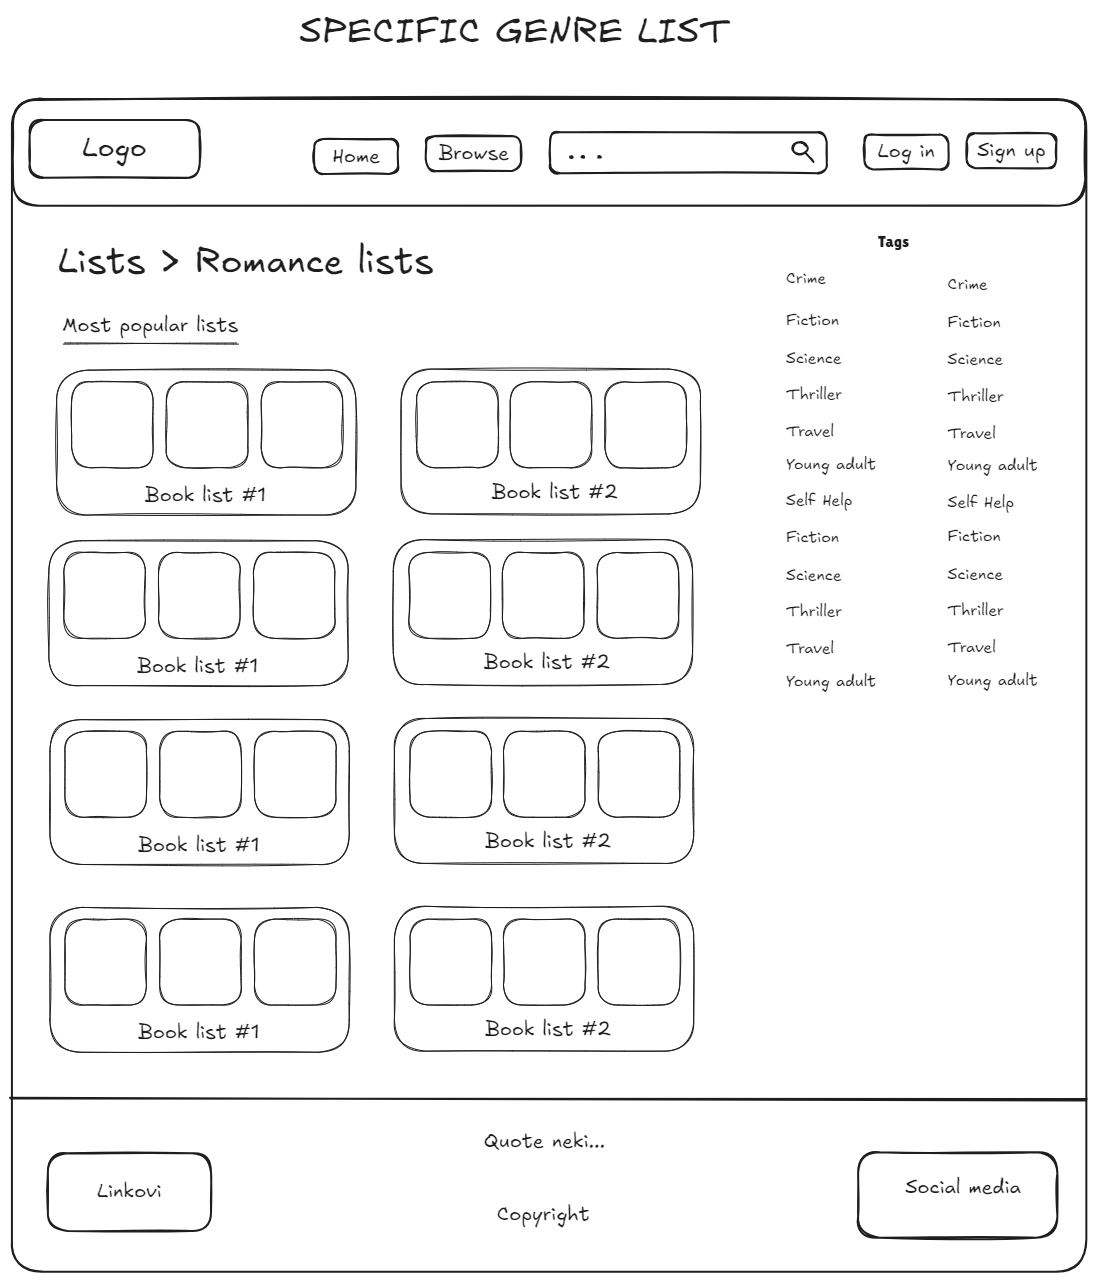 SPECIFIC GENRE LIST
Logo
Home
Browse
...
Log in
Sign up
Lists > Romance lists
Most popular lists
Book list #1
Book list #2
Book list #1
Book list #2
Book list #1
Book list #2
Book list #1
Book list #2
Tags
Crime
Crime
Fiction
Fiction
Science
Science
Thriller
Thriller
Travel
Travel
Young adult
Young adult
Self Help
Self Help
Fiction
Fiction
Science
Science
Thriller
Thriller
Travel
Travel
Young adult
Young adult
Linkovi
Quote neki...
Copyright
Social media